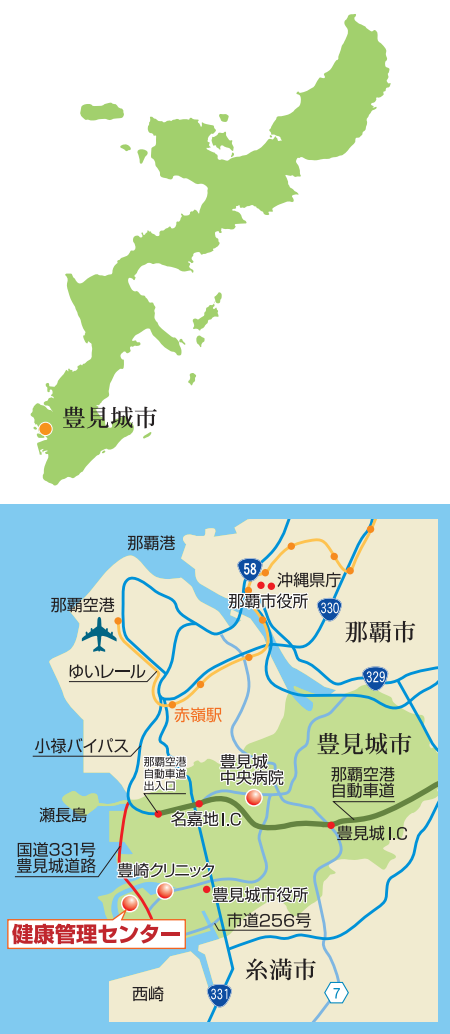 豊見城市
那覇港
58
沖縄県庁
那覇空港
那覇市役所
330
那覇市
ゆいレール
329
赤嶺駅
豊見城市
小禄バイパス
那覇空港
自動車道
出入口
豊見城
中央病院
那覇空港
自動車道
瀬長島
名嘉地I.C
豊見城I.C
国道331号
豊見城道路
豊崎クリニック
豊見城市役所
健康管理センター
市道256号
糸満市
西崎
331
7